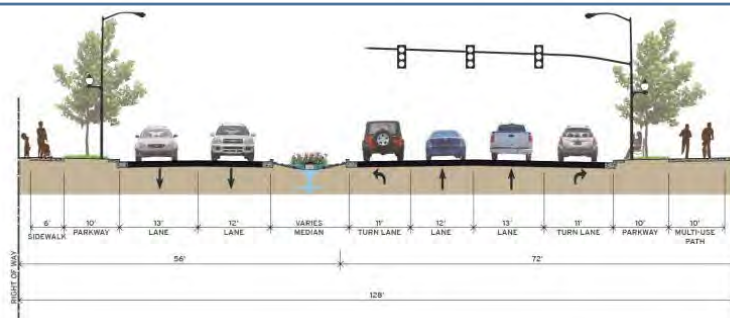 6' 10' 13' 12' VARIES 11' 12' 13' 11' 10' 10'
SIDEWALK PARKWAY LANE LANE MEDIAN TURN LANE LANE LANE TURN LANE PARKWAY MULTI-USE
PATH
56' 72'
128'
RIGHT OF WAY